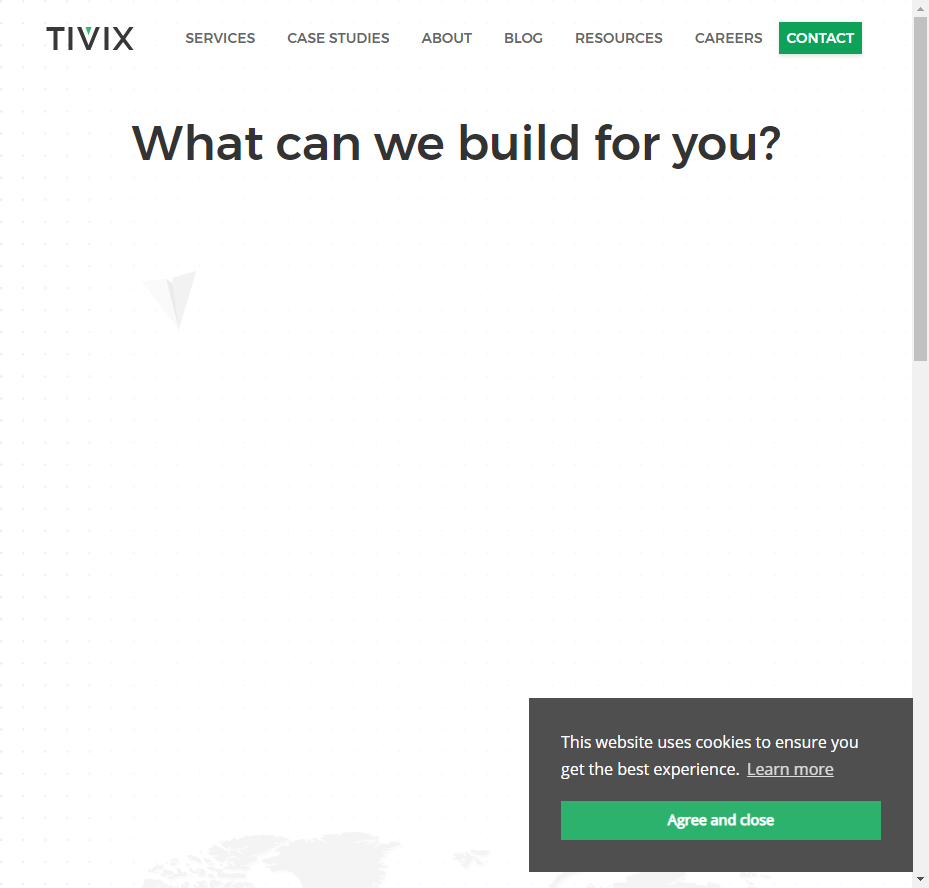 TIVIX SERVICES CASE STUDIES ABOUT BLOG RESOURCES CAREERS CONTACT
What can we build for you?
This website uses cookies to ensure you
get the best experience. Learn more
Agree and close